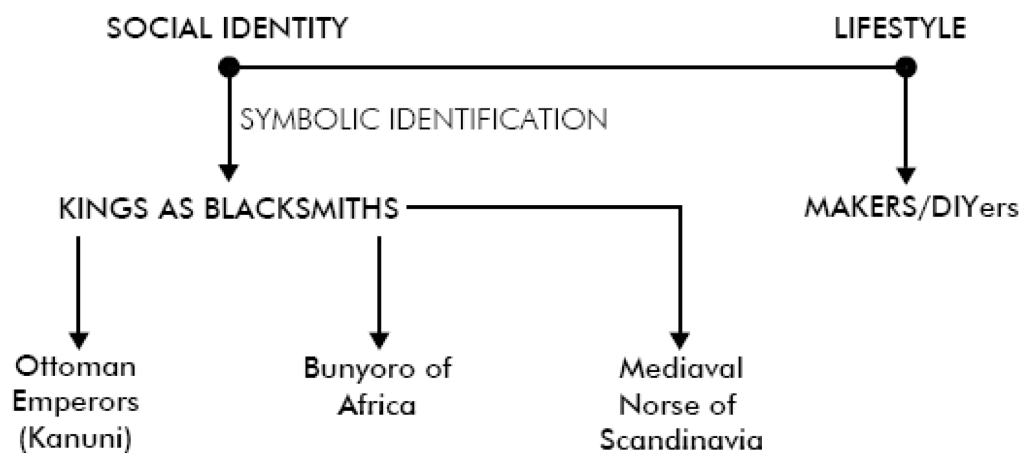 SOCIAL IDENTITY
LIFESTYLE
SYMBOLIC IDENTIFICATION
KINGS AS BLACKSMITHS
MAKERS/DIYers
Ottoman
Emperors
(Kanuni)
Bunyoro of
Africa
Mediaval
Norse of
Scandinavia